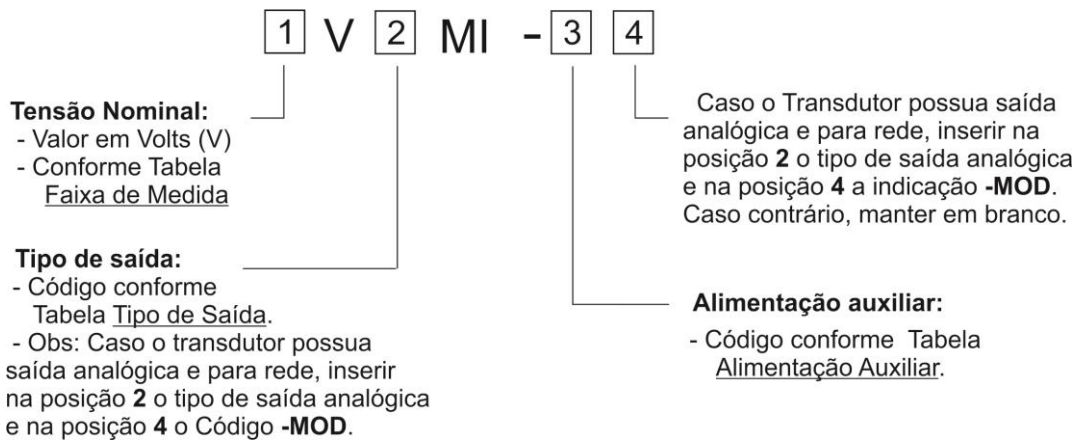 1 V 2 MI - 3 4
Tensão Nominal:
- Valor em Volts (V)
- Conforme Tabela
Faixa de Medida
Tipo de saída:
- Código conforme
Tabela Tipo de Saída.
- Obs: Caso o transdutor possua
saída analógica e para rede, inserir
na posição 2 o tipo de saída analógica
e na posição 4 o Código -MOD.
Caso o Transdutor possua saída
analógica e para rede, inserir na
posição 2 o tipo de saída analógica
e na posição 4 a indicação -MOD.
Caso contrário, manter em branco.
Alimentação auxiliar:
- Código conforme Tabela
Alimentação Auxiliar.